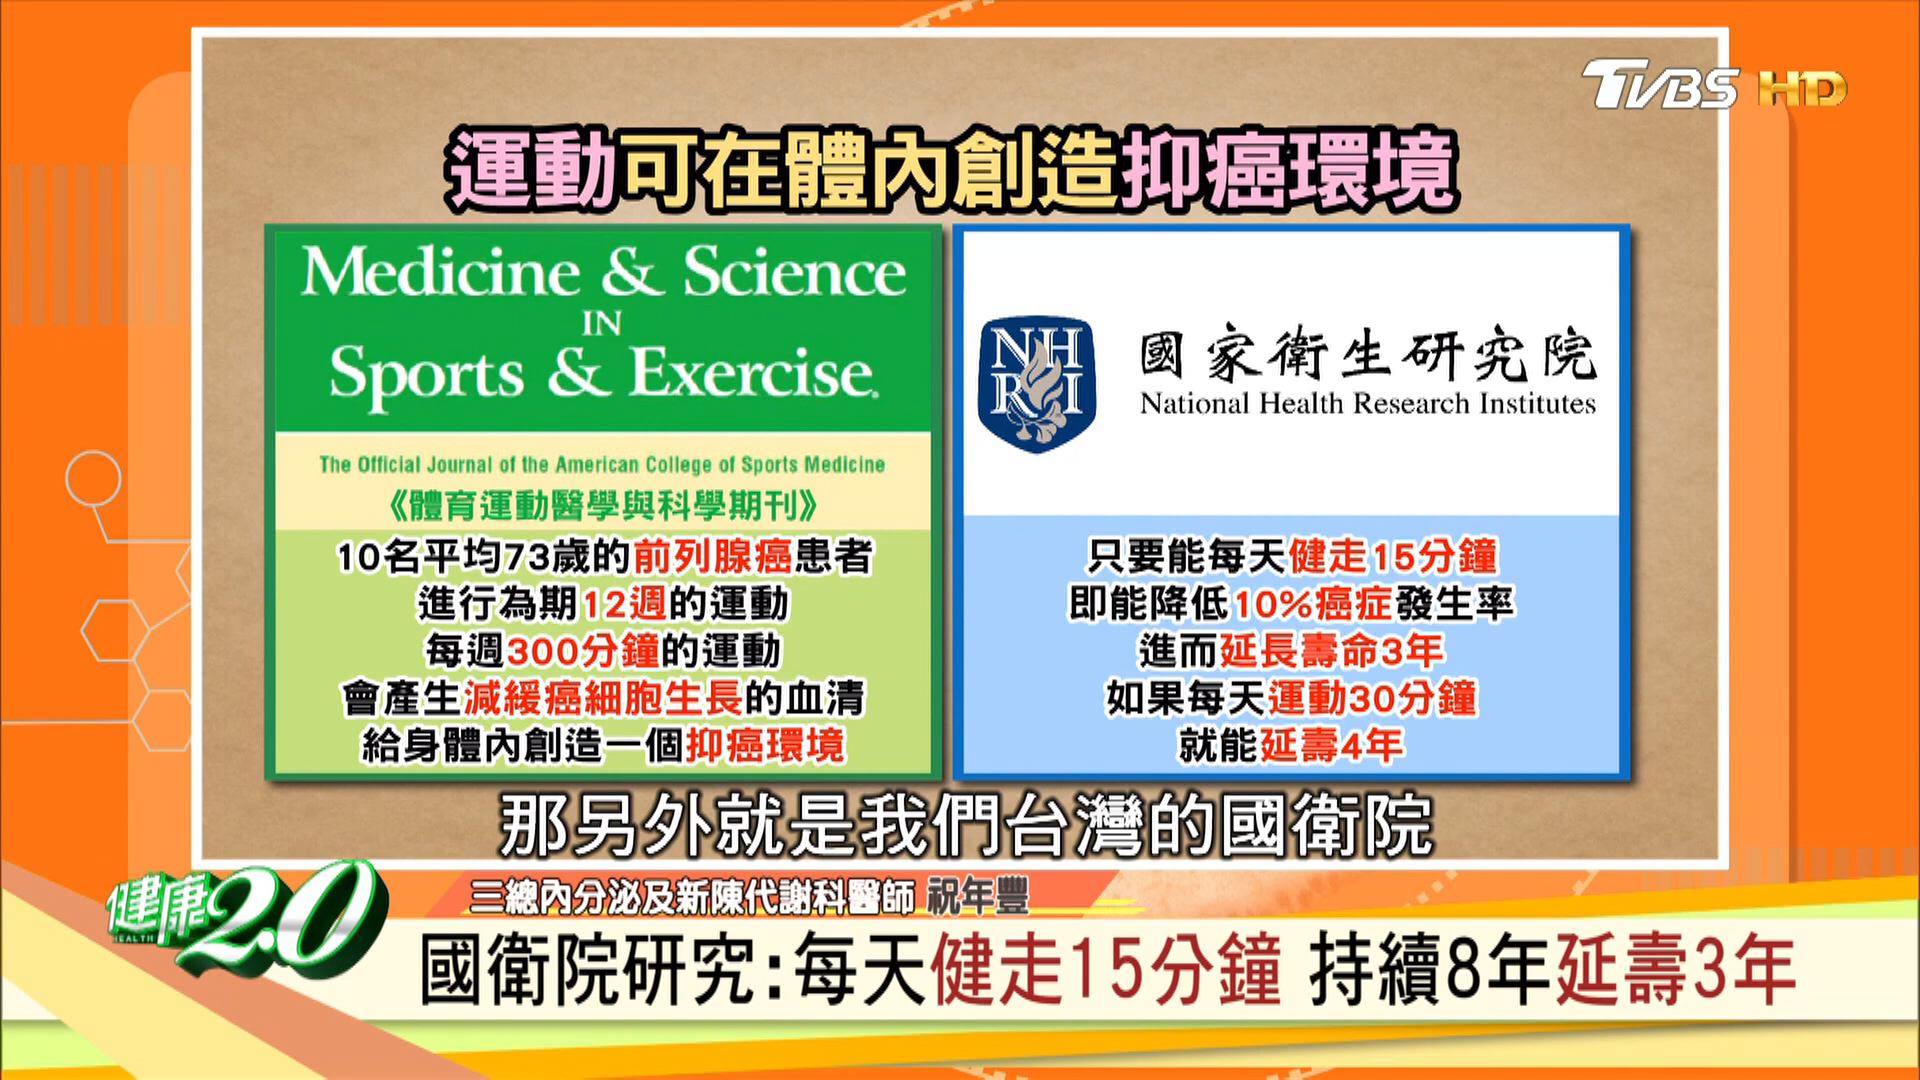 TVBS HD
運動可在體內創造抑癌環境
Medicine & Science
IN
Sports & Exercise
The Official Journal of the American College of Sports Medicine
《體育運動醫學與科學期刊》
10名平均73歲的前列腺癌患者
進行為期12週的運動
每週300分鐘的運動
會產生減緩癌細胞生長的血清
給身體內創造一個抑癌環境
NH
RI
國家衛生研究院
National Health Research Institutes
只要能每天健走15分鐘
即能降低10%癌症發生率
進而延長壽命3年
如果每天運動30分鐘
就能延壽4年
那另外就是我們台灣的國衛院
健康2.0
HEALTH
三總內分泌及新陳代謝科醫師 祝年豐
國衛院研究:每天健走15分鐘 持續8年延壽3年